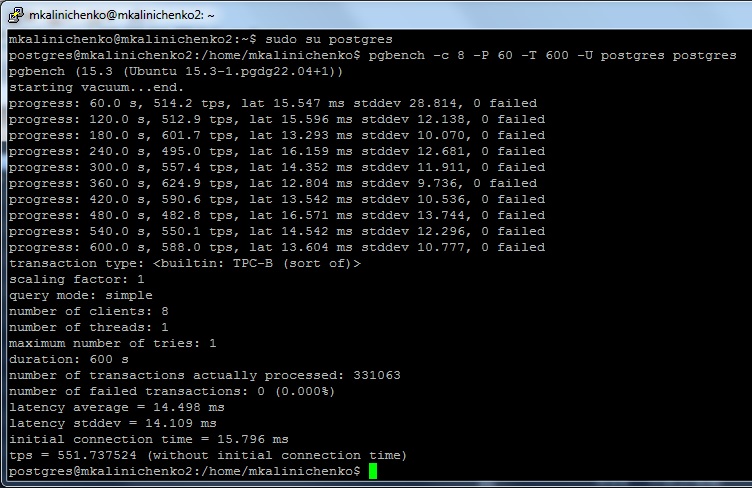 mkalinichenko@mkalinichenko2: ~
mkalinichenko@mkalinichenko2:~$ sudo su postgres
postgres@mkalinichenko2:/home/mkalinichenko$ pgbench -c 8 -P 60 -T 600 -U postgres postgres
pgbench (15.3 (Ubuntu 15.3-1.pgdg22.04+1))
starting vacuum...end.
progress: 60.0 s, 514.2 tps, lat 15.547 ms stddev 28.814, 0 failed
progress: 120.0 s, 512.9 tps, lat 15.596 ms stddev 12.138, 0 failed
progress: 180.0 s, 601.7 tps, lat 13.293 ms stddev 10.070, 0 failed
progress: 240.0 s, 495.0 tps, lat 16.159 ms stddev 12.681, 0 failed
progress: 300.0 s, 557.4 tps, lat 14.352 ms stddev 11.911, 0 failed
progress: 360.0 s, 624.9 tps, lat 12.804 ms stddev 9.736, 0 failed
progress: 420.0 s, 590.6 tps, lat 13.542 ms stddev 10.536, 0 failed
progress: 480.0 s, 482.8 tps, lat 16.571 ms stddev 13.744, 0 failed
progress: 540.0 s, 550.1 tps, lat 14.542 ms stddev 12.296, 0 failed
progress: 600.0 s, 588.0 tps, lat 13.604 ms stddev 10.777, 0 failed
transaction type: <builtin: TPC-B (sort of)>
scaling factor: 1
query mode: simple
number of clients: 8
number of threads: 1
maximum number of tries: 1
duration: 600 s
number of transactions actually processed: 331063
number of failed transactions: 0 (0.000%)
latency average = 14.498 ms
latency stddev = 14.109 ms
initial connection time = 15.796 ms
tps = 551.737524 (without initial connection time)
postgres@mkalinichenko2:/home/mkalinichenko$